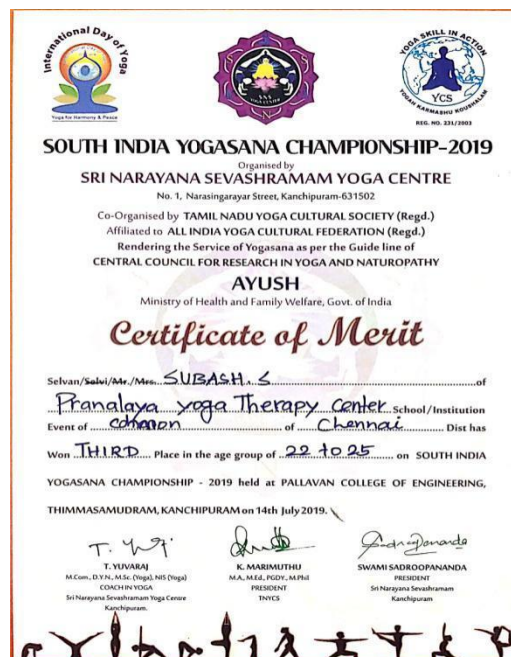 International Day of Yoga
Yoga for Harmony & Peace
SNS
YOGA CENTER
YOGA SKILL IN ACTION
YCS
YOGAH KARMASHU KOUSHALAM
REG. NO. 231/2003
SOUTH INDIA YOGASANA CHAMPIONSHIP-2019
Organised by
SRI NARAYANA SEVASHRAMAM YOGA CENTRE
No. 1, Narasingarayar Street, Kanchipuram-631502
Co-Organised by TAMIL NADU YOGA CULTURAL SOCIETY (Regd.)
Affiliated to ALL INDIA YOGA CULTURAL FEDERATION (Regd.)
Rendering the Service of Yogasana as per the Guide line of
CENTRAL COUNCIL FOR RESEARCH IN YOGA AND NATUROPATHY
AYUSH
Ministry of Health and Family Welfare, Govt. of India
Certificate of Merit
Selvan/Selvi/Mr./Mrs. SUBASH. S of
Pranalaya yoga Therapy Center School/Institution
Event of common of Chennai Dist has
Won THIRD Place in the age group of 22 to 25 on SOUTH INDIA
YOGASANA CHAMPIONSHIP - 2019 held at PALLAVAN COLLEGE OF ENGINEERING,
THIMMASAMUDRAM, KANCHIPURAM on 14th July 2019.
T. YUVARAJ
M.Com., D.Y.N., M.Sc. (Yoga), NIS (Yoga)
COACH IN YOGA
Sri Narayana Sevashramam Yoga Centre
Kanchipuram.
K. MARIMUTHU
M.A, M.Ed., PGDY., M.Phil
PRESIDENT
TNYCS
SWAMI SADROOPANANDA
PRESIDENT
Sri Narayana Sevashramam
Kanchipuram